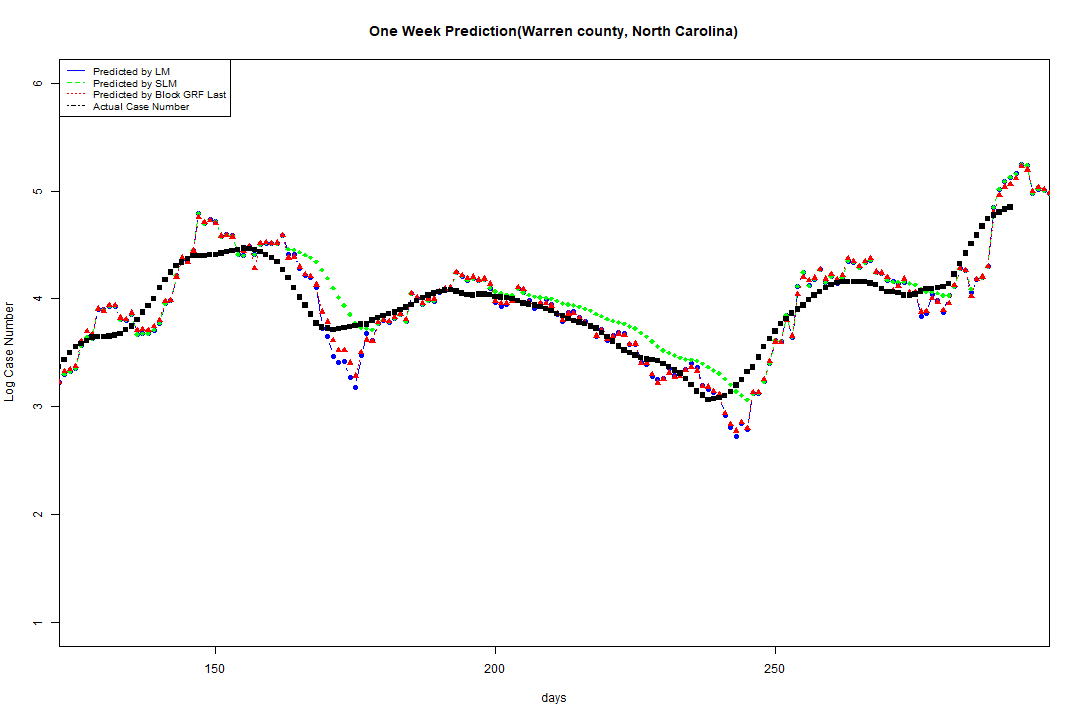 One Week Prediction(Warren county, North Carolina)
Predicted by LM
Predicted by SLM
Predicted by Block GRF Last
Actual Case Number
6
5
4
3
2
1
Log Case Number
150
200
250
days